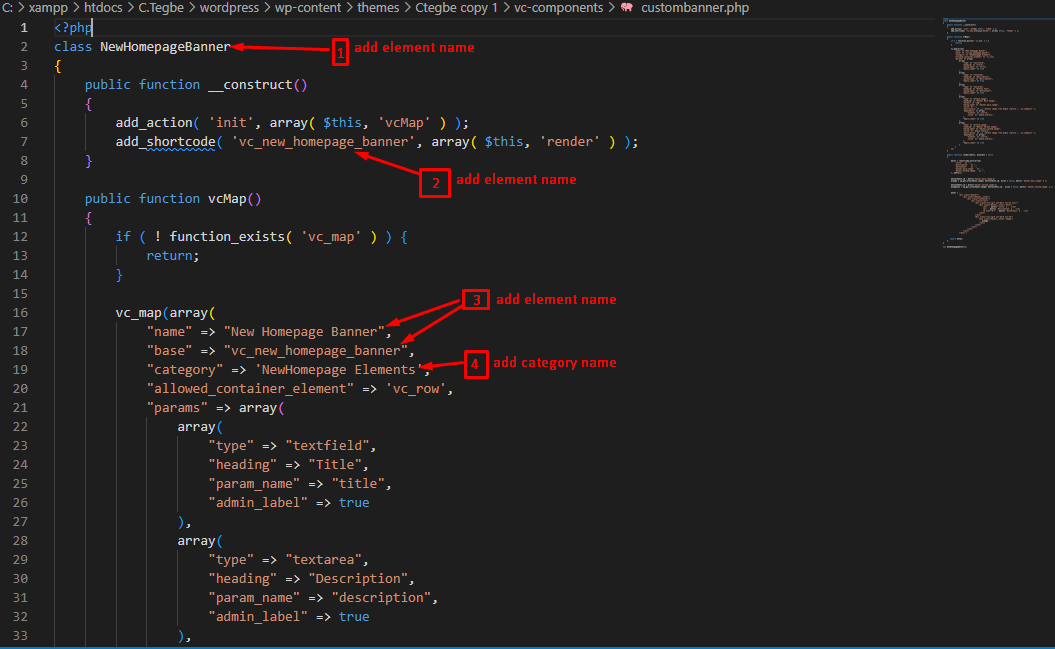 C: > xampp > htdocs > C.Tegbe > wordpress > wp-content > themes > Ctegbe copy 1 > vc-components > custombanner.php
1 <?php
2 class NewHomepageBanner 1 add element name
3 {
4 public function __construct()
5 {
6 add_action( 'init', array( $this, 'vcMap' ) );
7 add_shortcode( 'vc_new_homepage_banner', array( $this, 'render' ) );
8 }
2 add element name
9
10 public function vcMap()
11 {
12 if ( ! function_exists( 'vc_map' ) ) {
13 return;
14 }
15
3 add element name
16 vc_map(array(
17 "name" => "New Homepage Banner",
18 "base" => "vc_new_homepage_banner",
19 "category" => 'NewHomepage Elements', 4 add category name
20 "allowed_container_element" => 'vc_row',
21 "params" => array(
22 array(
23 "type" => "textfield",
24 "heading" => "Title",
25 "param_name" => "title",
26 "admin_label" => true
27 ),
28 array(
29 "type" => "textarea",
30 "heading" => "Description",
31 "param_name" => "description",
32 "admin_label" => true
33 ),